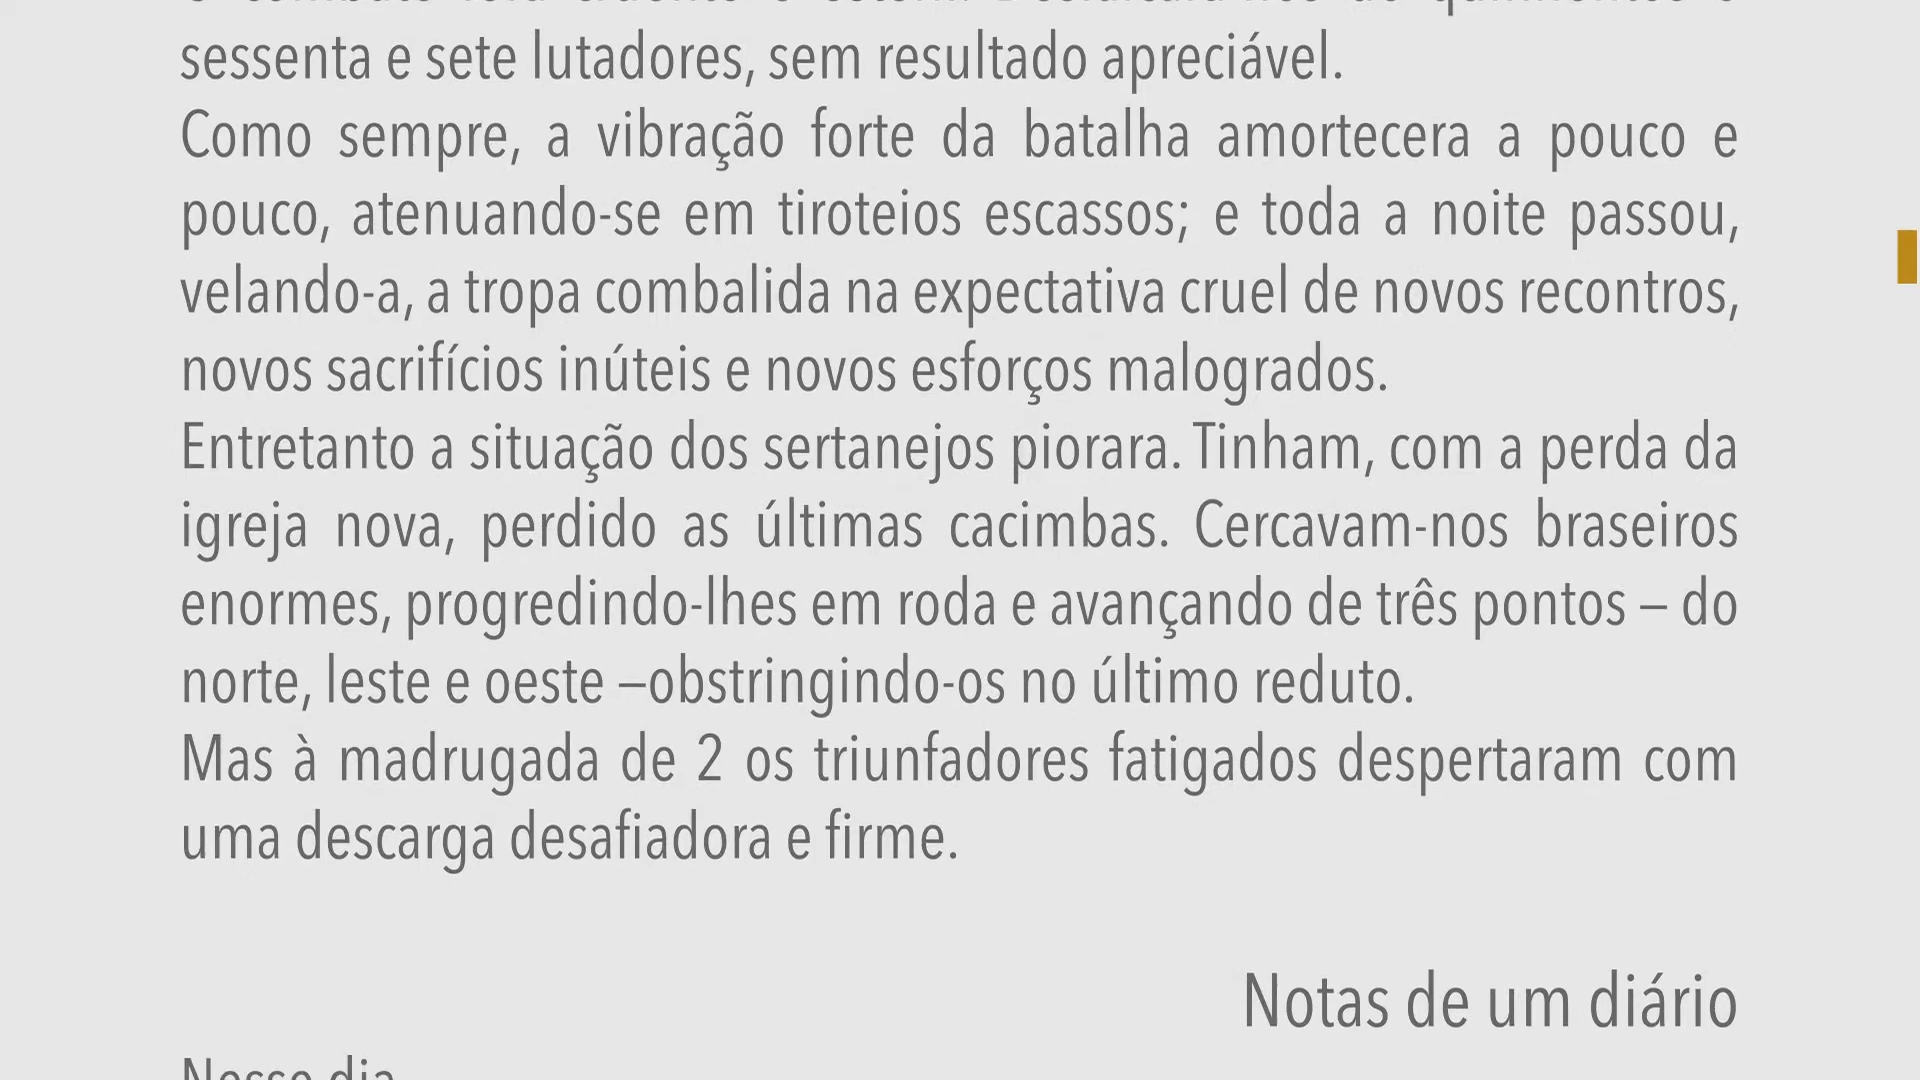 sessenta e sete lutadores, sem resultado apreciável.
Como sempre, a vibração forte da batalha amortecera a pouco e
pouco, atenuando-se em tiroteios escassos; e toda a noite passou,
velando-a, a tropa combalida na expectativa cruel de novos recontros,
novos sacrifícios inúteis e novos esforços malogrados.
Entretanto a situação dos sertanejos piorara. Tinham, com a perda da
igreja nova, perdido as últimas cacimbas. Cercavam-nos braseiros
enormes, progredindo-lhes em roda e avançando de três pontos – do
norte, leste e oeste –obstringindo-os no último reduto.
Mas à madrugada de 2 os triunfadores fatigados despertaram com
uma descarga desafiadora e firme.
Notas de um diário
Nesse dia